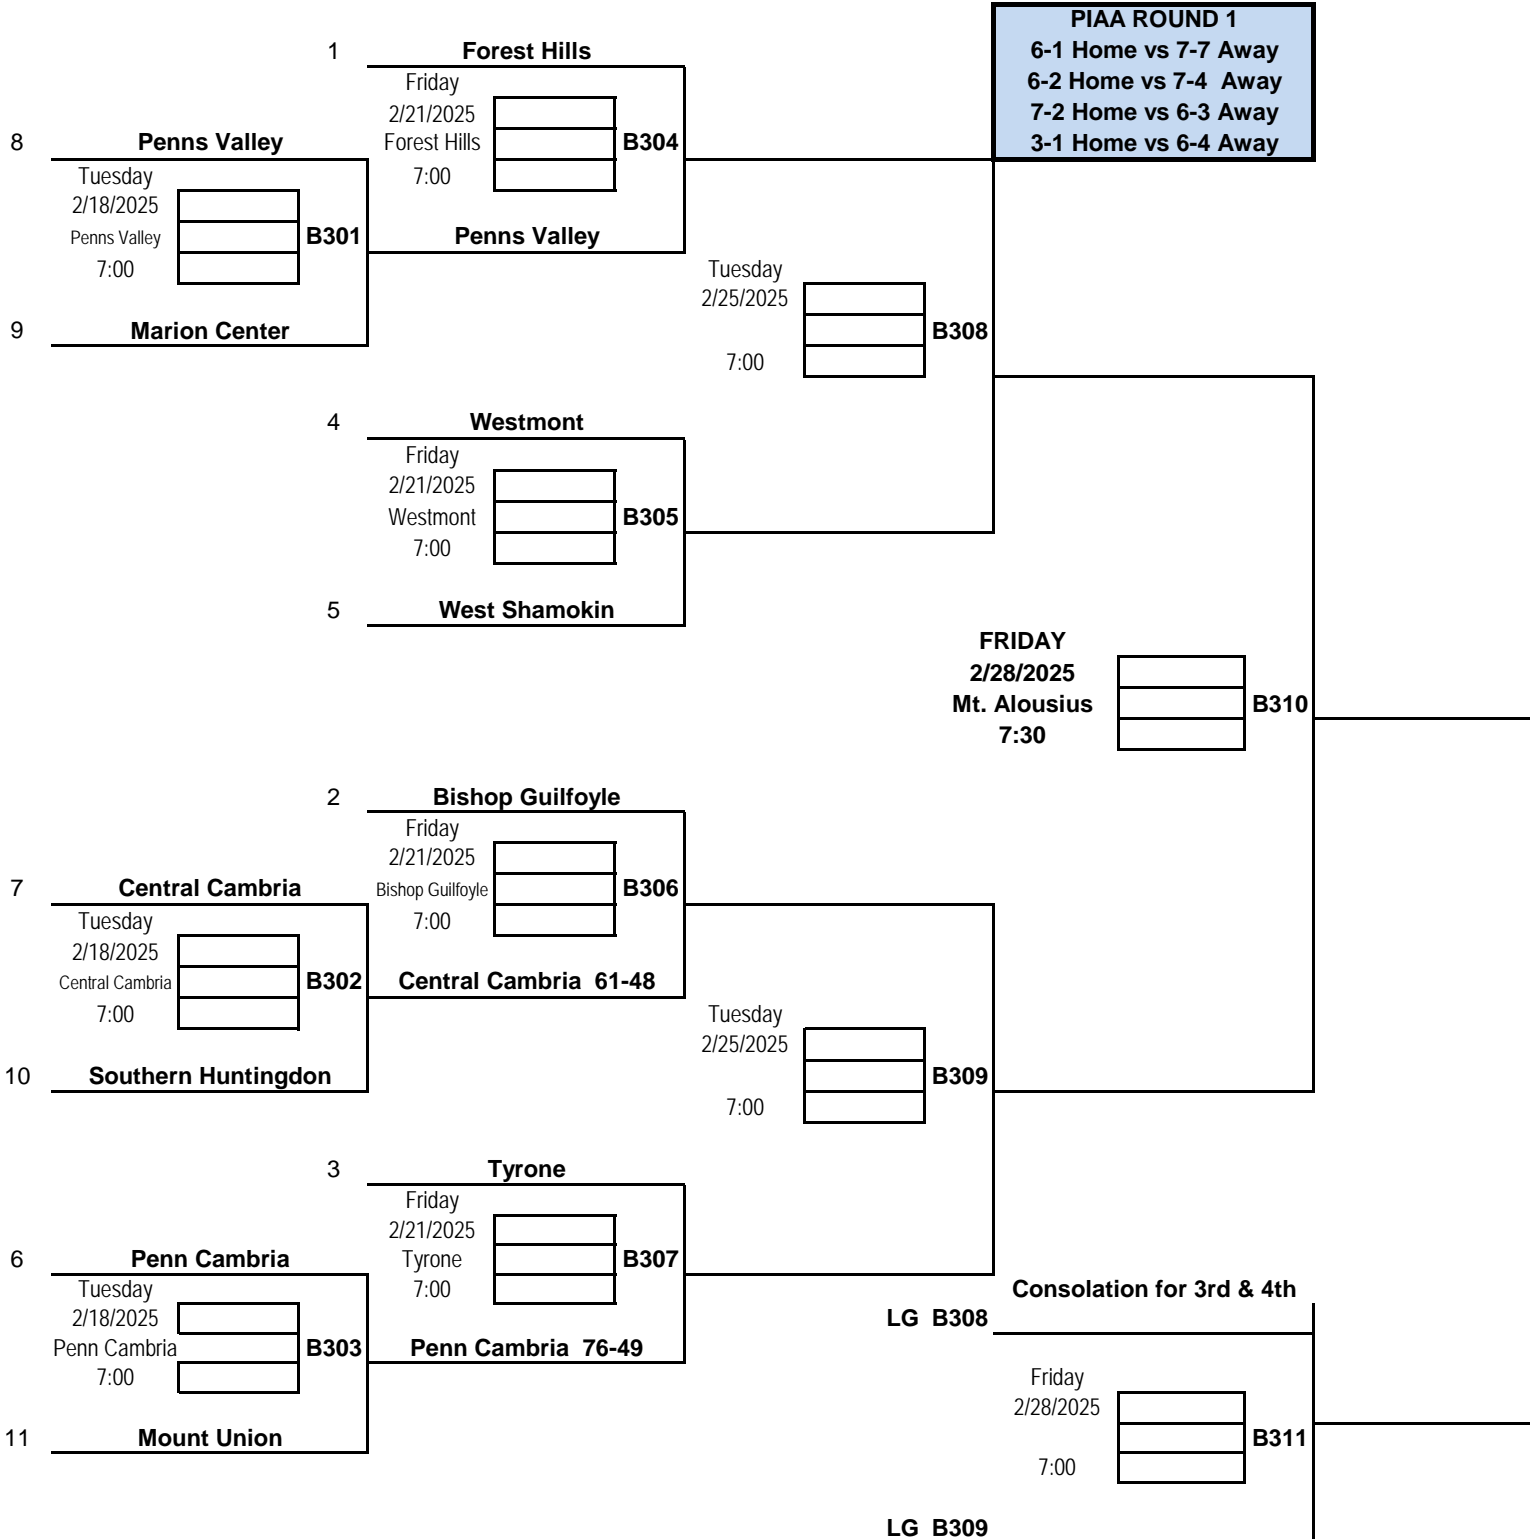 PIAA ROUND 1
6-1 Home vs 7-7 Away
6-2 Home vs 7-4 Away
7-2 Home vs 6-3 Away
3-1 Home vs 6-4 Away
1 Forest Hills
Friday
2/21/2025
Forest Hills B304
7:00
8 Penns Valley
Tuesday
2/18/2025
Penns Valley B301
7:00
Penns Valley
9 Marion Center
Tuesday
2/25/2025
B308
7:00
4 Westmont
Friday
2/21/2025
Westmont B305
7:00
5 West Shamokin
FRIDAY
2/28/2025
Mt. Alousius B310
7:30
2 Bishop Guilfoyle
Friday
2/21/2025
Bishop Guilfoyle B306
7:00
7 Central Cambria
Tuesday
2/18/2025
Central Cambria B302
7:00
Central Cambria 61-48
10 Southern Huntingdon
Tuesday
2/25/2025
B309
7:00
3 Tyrone
Friday
2/21/2025
Tyrone B307
7:00
6 Penn Cambria
Tuesday
2/18/2025
Penn Cambria B303
7:00
Penn Cambria 76-49
11 Mount Union
Consolation for 3rd & 4th
LG B308
Friday
2/28/2025
B311
7:00
LG B309